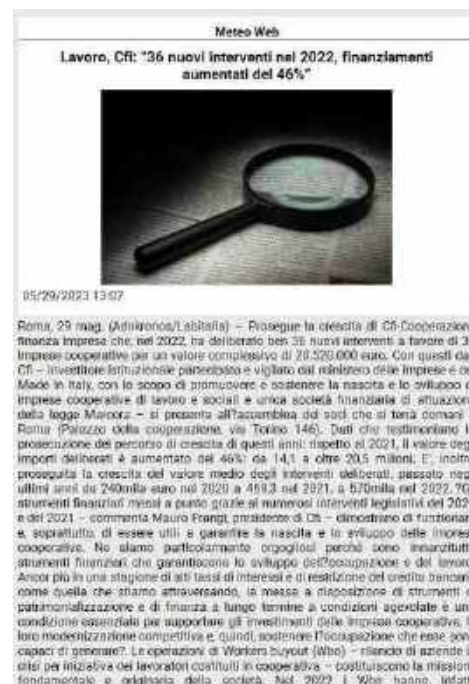 Meteo Web
Lavoro, Cfi: "36 nuovi interventi nel 2022, finanziamenti
aumentati del 46%"
05/29/2023 13:07
Roma, 29 mag. (Adnkronos/Labitalia) – Prosegue la crescita di Cfi-Cooperazion
finanza imprese che, nel 2022, ha deliberato ben 36 nuovi interventi a favore di 3
imprese cooperative per un valore complessivo di 20.520.000 euro. Con questi dat
Cfi – investitore istituzionale partecipato e vigilato dal ministero delle Imprese e de
Made in Italy, con lo scopo di promuovere e sostenere la nascita e lo sviluppo d
imprese cooperative di lavoro e sociali e unica società finanziaria di attuazion
della legge Marcora – si presenta all?assemblea dei soci che si terrà domani
Roma (Palazzo della cooperazione, via Torino 146). Dati che testimoniano l
prosecuzione del percorso di crescita di questi anni: rispetto al 2021, il valore deg
importi deliberati è aumentato del 46%: da 14,1 a oltre 20,5 milioni. E', inoltre
proseguita la crescita del valore medio degli interventi deliberati, passato neg
ultimi anni da 240mila euro nel 2020 a 459,3 nel 2021, a 570mila nel 2022.
strumenti finanziari messi a punto grazie ai numerosi interventi legislativi del 202
e del 2021 – commenta Mauro Frangi, presidente di Cfi – dimostrano di funzionar
e, soprattutto, di essere utili a garantire la nascita e lo sviluppo delle impres
cooperative. Ne siamo particolarmente orgogliosi perché sono innanzitutt
strumenti finanziari che garantiscono lo sviluppo dell?occupazione e del lavoro
Ancor più in una stagione di alti tassi di interessi e di restrizione del credito bancari
come quella che stiamo attraversando, la messa a disposizione di strumenti d
patrimonializzazione e di finanza a lungo termine a condizioni agevolate è un
condizione essenziale per supportare gli investimenti delle imprese cooperative, l
loro modernizzazione competitiva e, quindi, sostenere l?occupazione che esse son
capaci di generare?. Le operazioni di Workers buyout (Wbo) – rilancio di aziende i
crisi per iniziativa dei lavoratori costituiti in cooperativa – costituiscono la mission
fondamentale e originaria della società. Nel 2022 i Wbo hanno, infatt